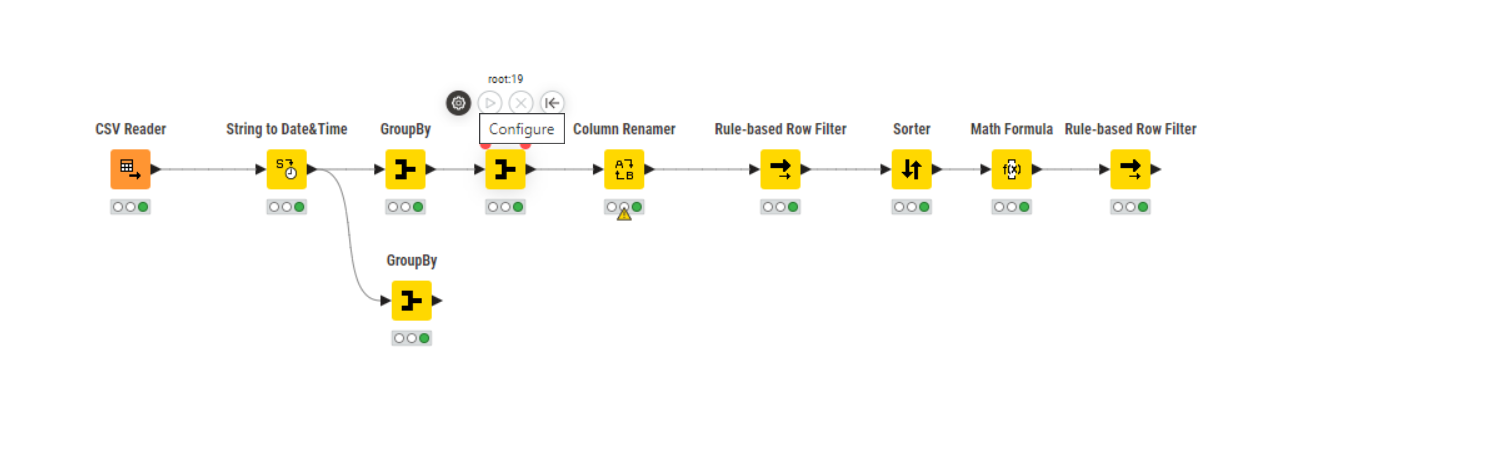 root:19
CSV Reader
String to Date&Time
GroupBy
Configure
Column Renamer
Rule-based Row Filter
Sorter
Math Formula
Rule-based Row Filter
S
A
B
f(x)
GroupBy